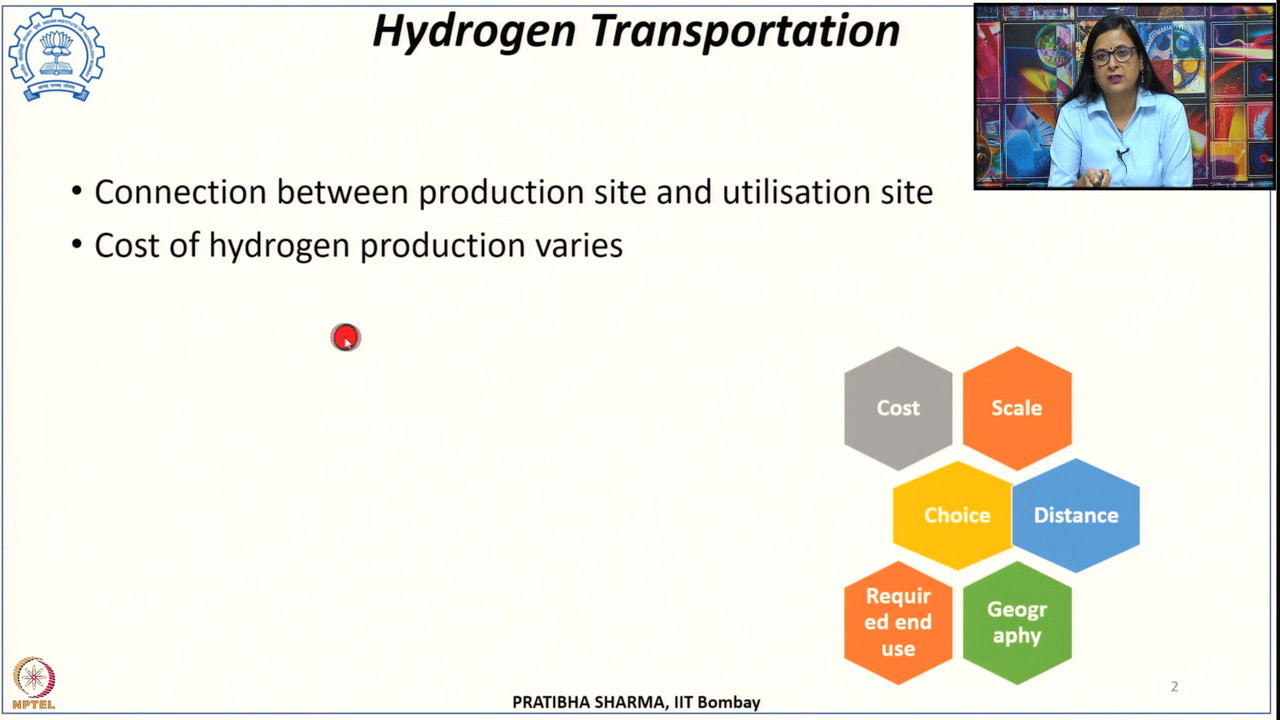 Hydrogen Transportation
• Connection between production site and utilisation site
• Cost of hydrogen production varies
Cost
Scale
Choice
Distance
Requir
ed end
use
Geogr
aphy
2
NPTEL
PRATIBHA SHARMA, IIT Bombay